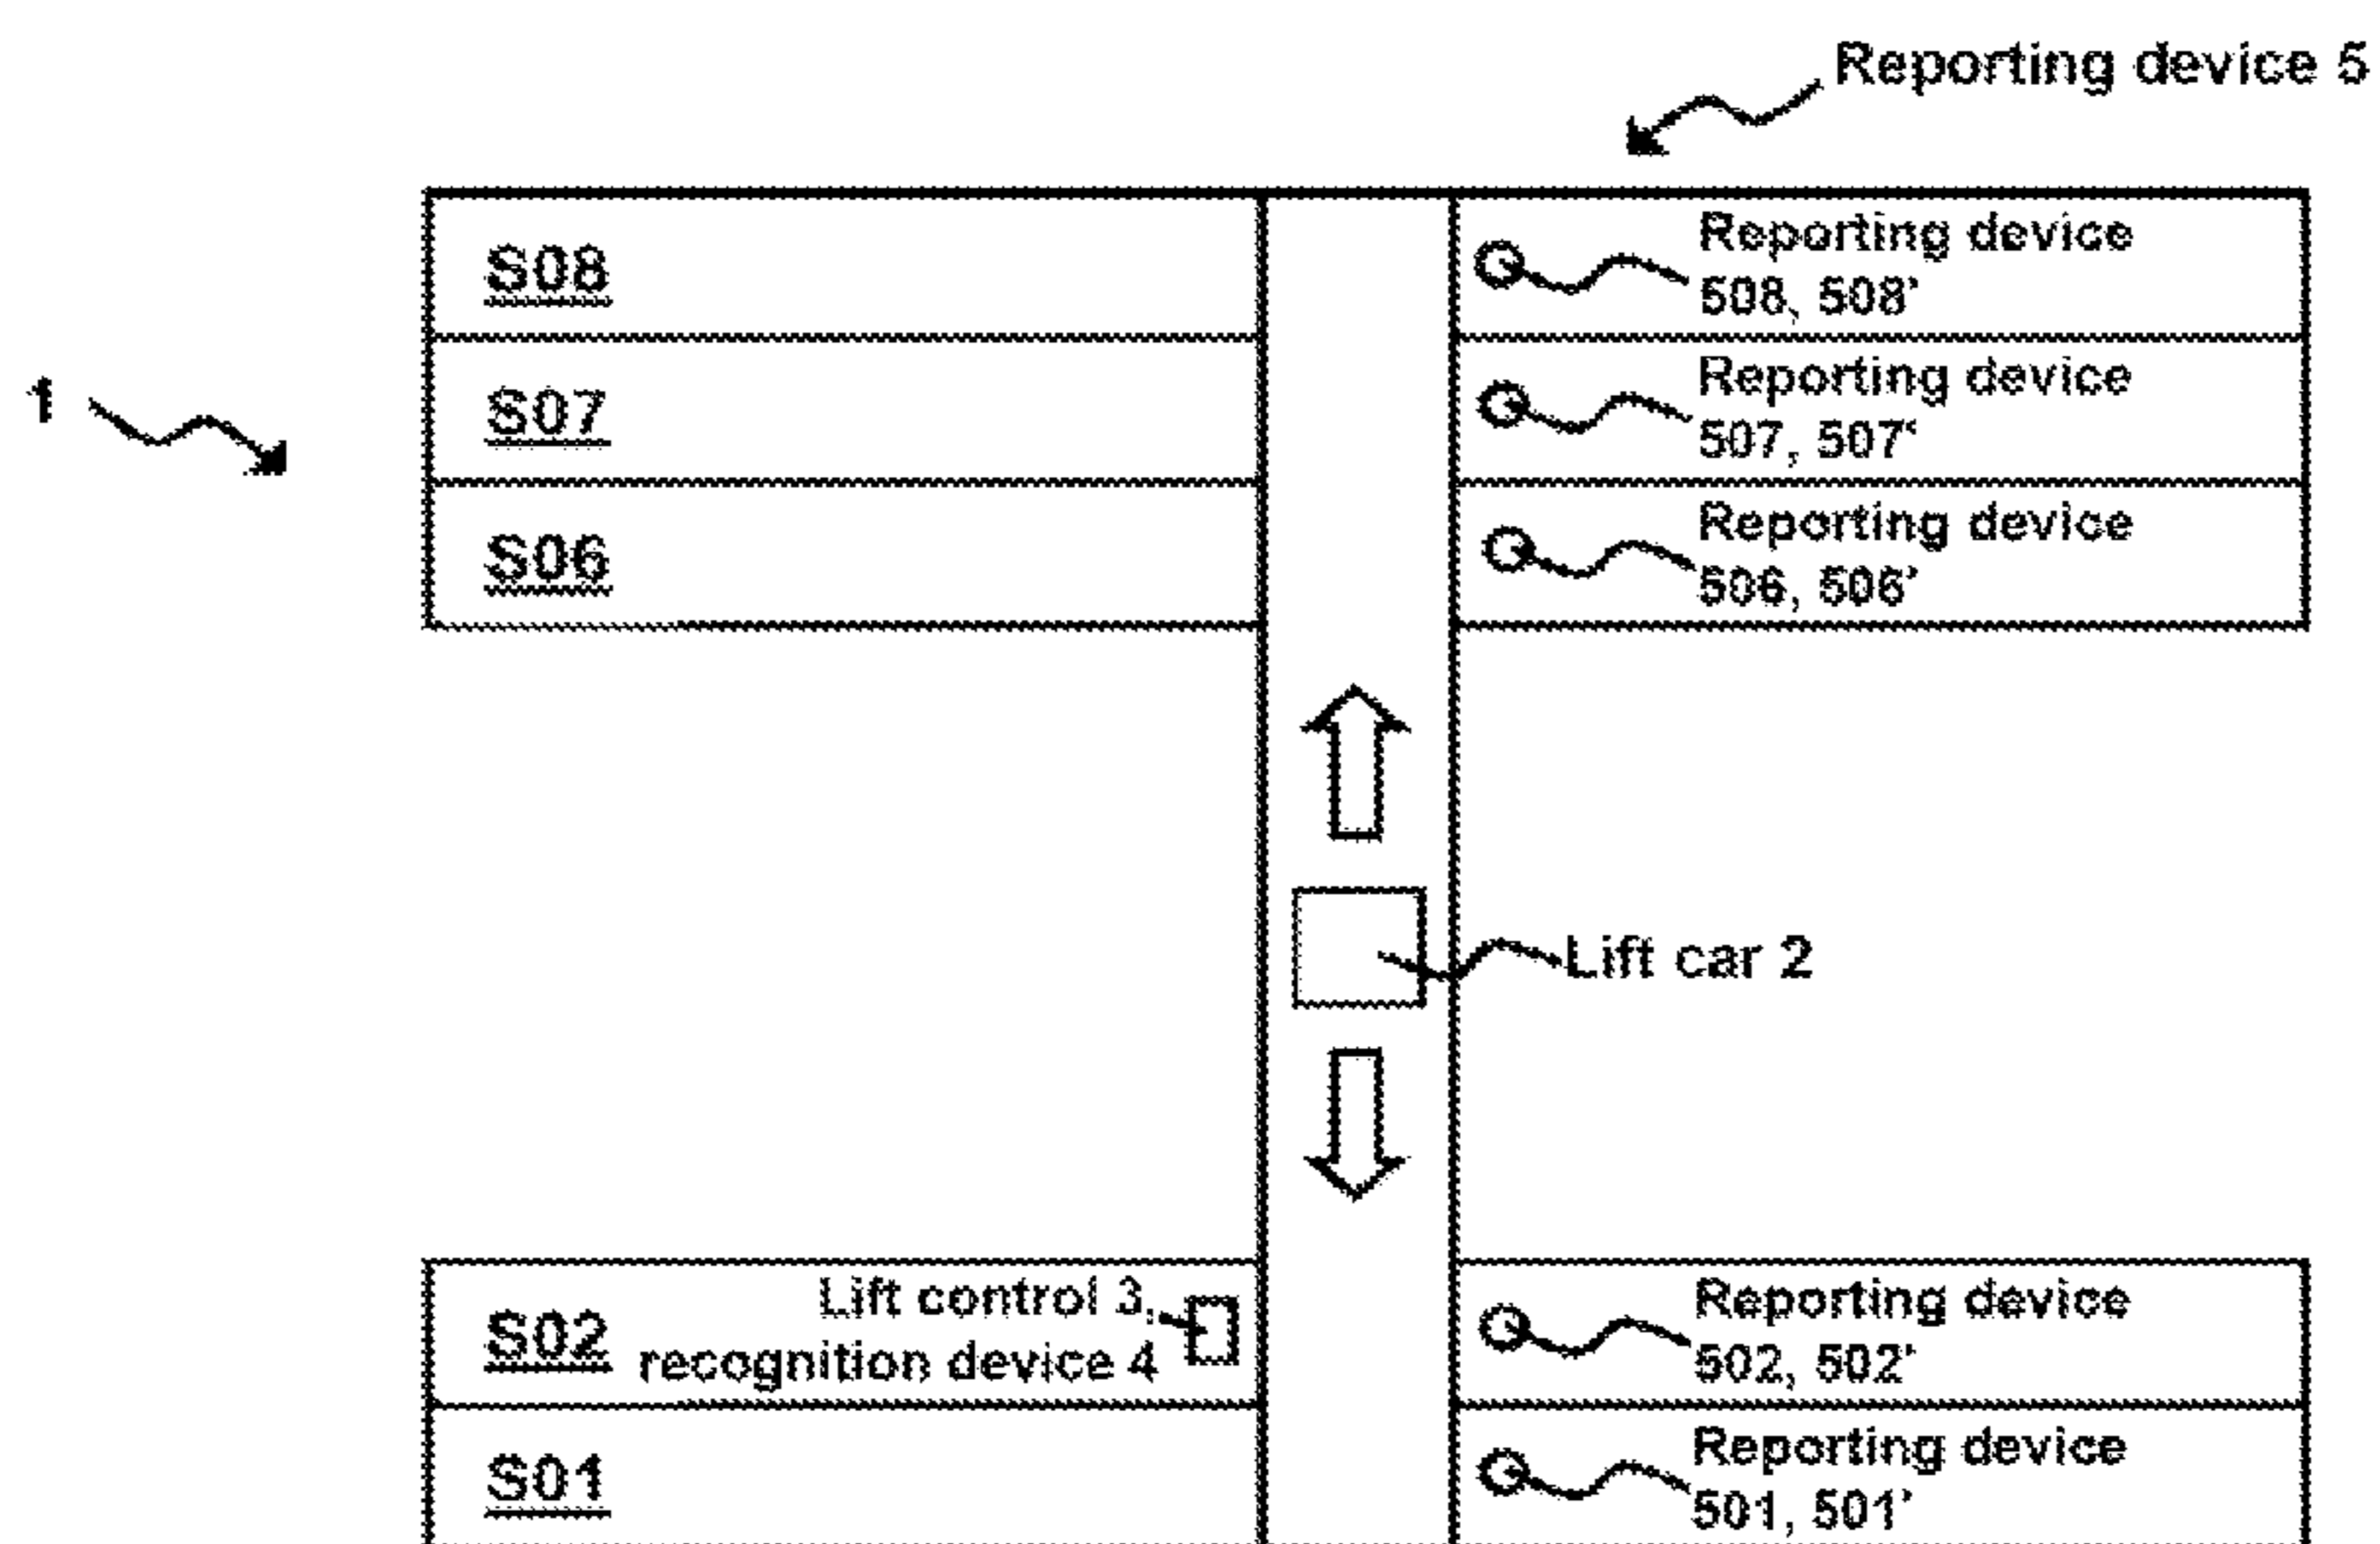 Reporting device 5
S08
Reporting device
508, 508'
1
S07
Reporting device
507, 507'
S06
Reporting device
506, 506'
Lift car 2
S02
Lift control 3,
recognition device 4
Reporting device
502, 502'
S01
Reporting device
501, 501'